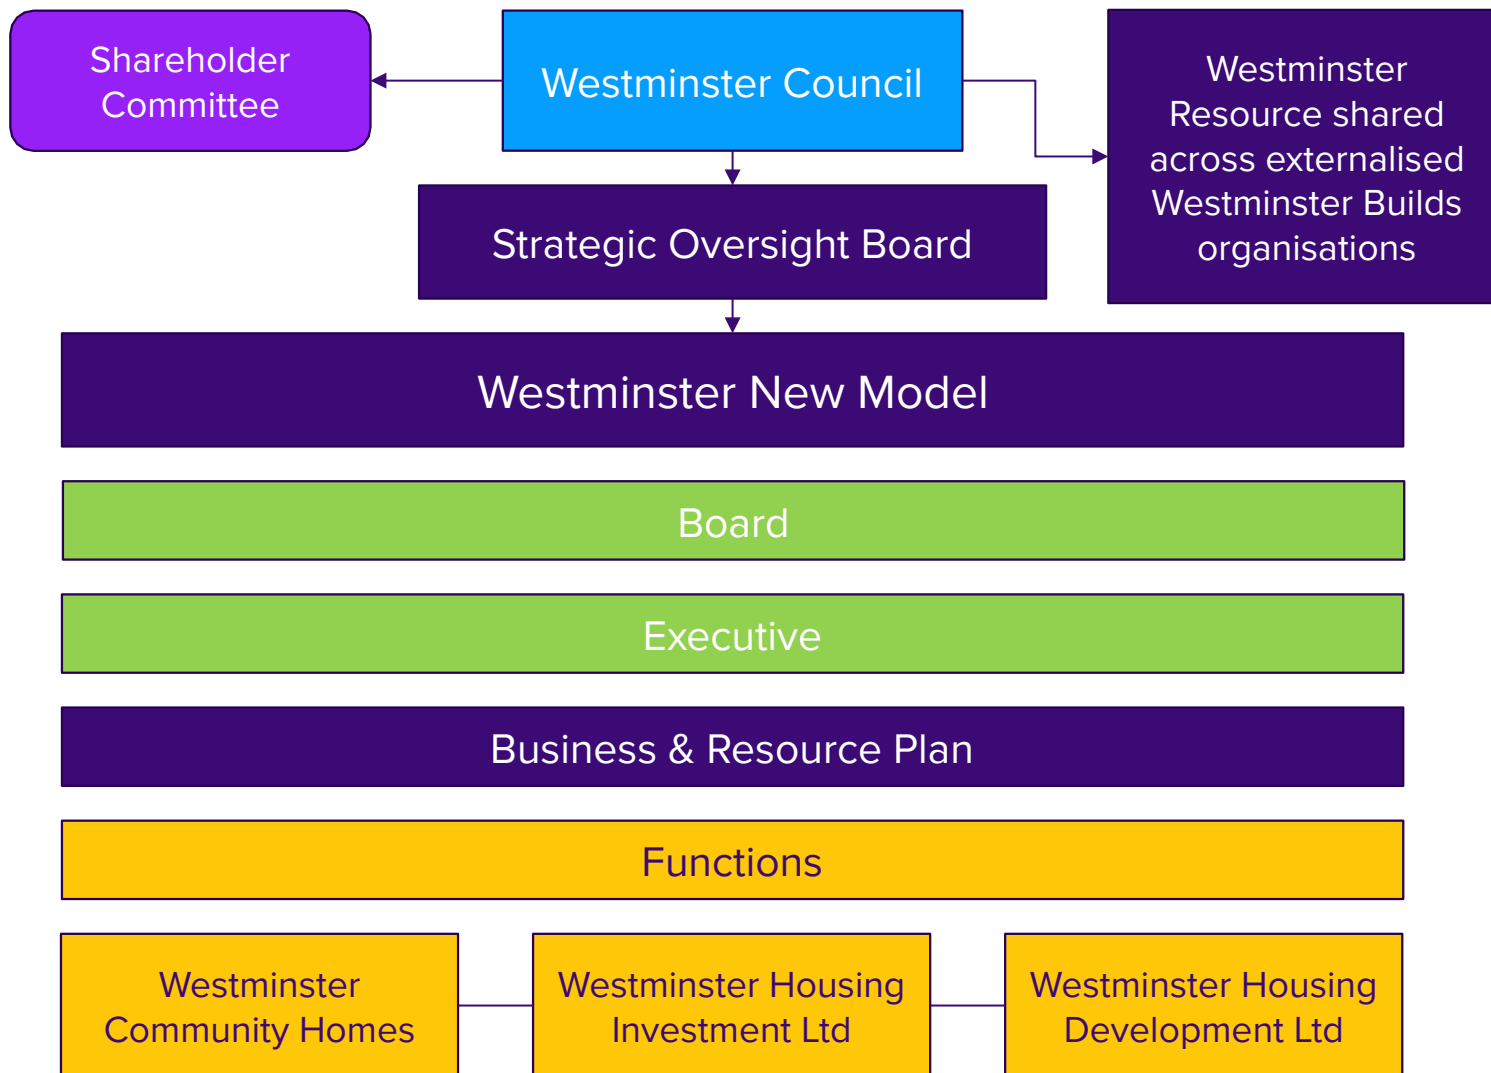 Shareholder
Committee
Westminster Council
Westminster
Resource shared
across externalised
Westminster Builds
organisations
Strategic Oversight Board
Westminster New Model
Board
Executive
Business & Resource Plan
Functions
Westminster
Community Homes
Westminster Housing
Investment Ltd
Westminster Housing
Development Ltd